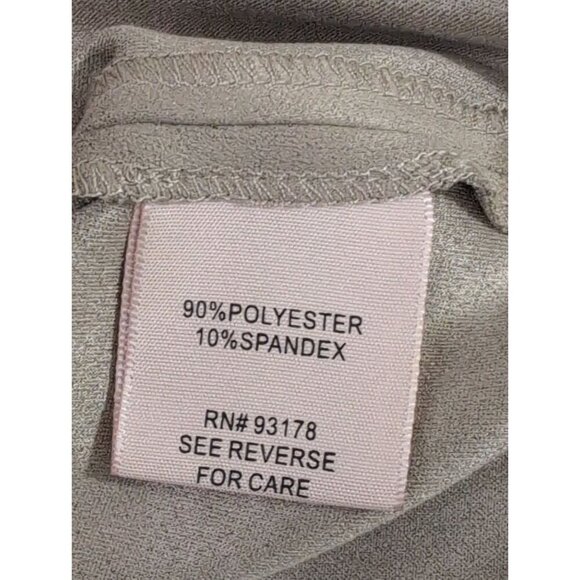 90%POLYESTER
10%SPANDEX
RN# 93178
SEE REVERSE
FOR CARE